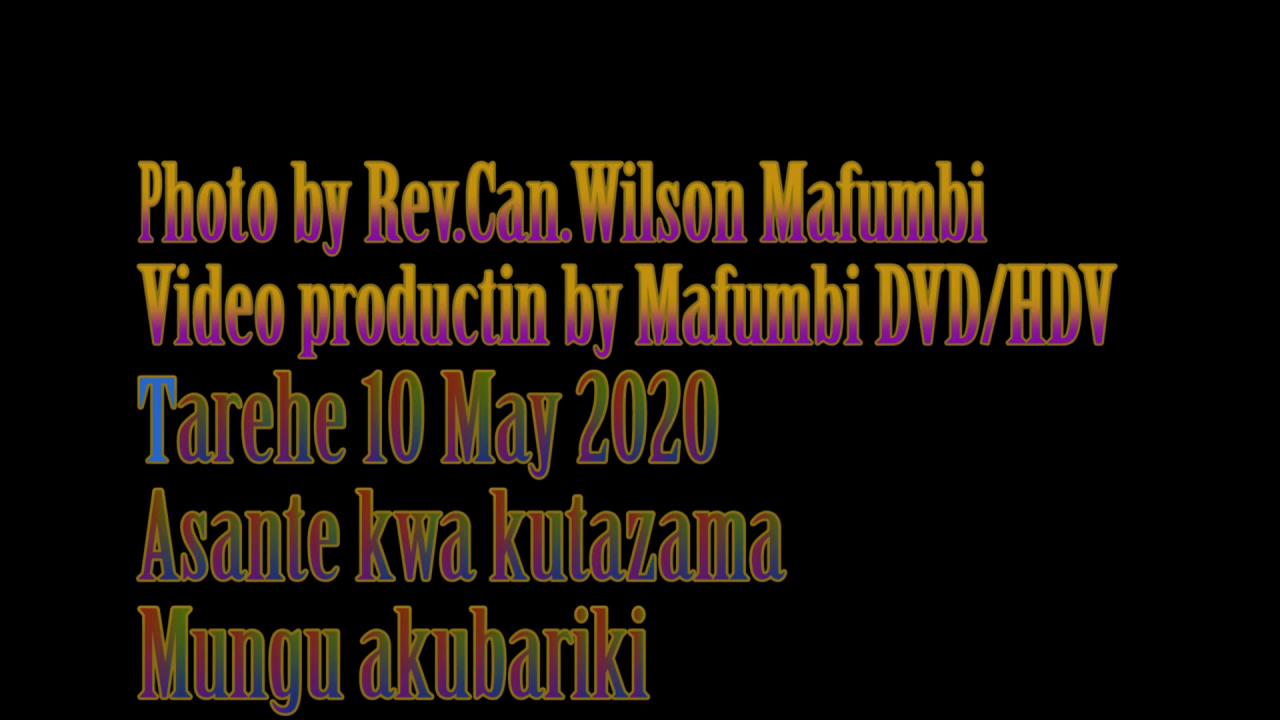 Photo by Rev.Can.Wilson Mafumbi
Video productin by Mafumbi DVD/HDV
Tarehe 10 May 2020
Asante kwa kutazama
Mungu akubariki